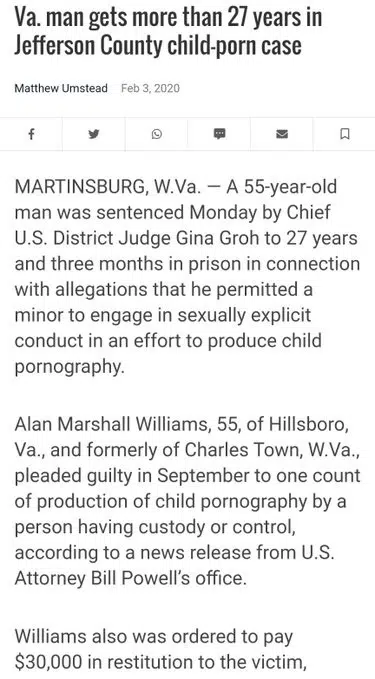 Va. man gets more than 27 years in
Jefferson County child-porn case
Matthew Umstead Feb 3, 2020
MARTINSBURG, W.Va. — A 55-year-old
man was sentenced Monday by Chief
U.S. District Judge Gina Groh to 27 years
and three months in prison in connection
with allegations that he permitted a
minor to engage in sexually explicit
conduct in an effort to produce child
pornography.
Alan Marshall Williams, 55, of Hillsboro,
Va., and formerly of Charles Town, W.Va.,
pleaded guilty in September to one count
of production of child pornography by a
person having custody or control,
according to a news release from U.S.
Attorney Bill Powell's office.
Williams also was ordered to pay
$30,000 in restitution to the victim,